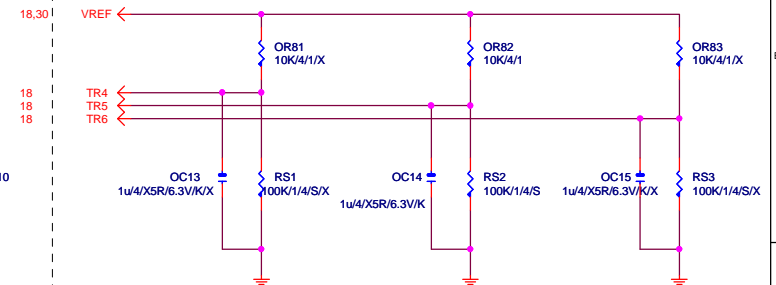 18,30 VREF
OR81
10K/4/1/X
OR82
10K/4/1
OR83
10K/4/1/X
18 TR4
18 TR5
18 TR6
10
OC13
1u/4/X5R/6.3V/K/X
RS1
100K/1/4/S/X
OC14
1u/4/X5R/6.3V/K
RS2
100K/1/4/S
OC15
1u/4/X5R/6.3V/K/X
RS3
100K/1/4/S/X